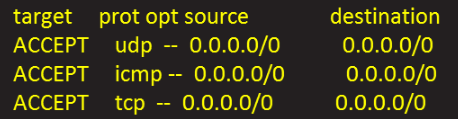 target prot opt source destination
ACCEPT udp -- 0.0.0.0/0 0.0.0.0/0
ACCEPT icmp -- 0.0.0.0/0 0.0.0.0/0
ACCEPT tcp -- 0.0.0.0/0 0.0.0.0/0